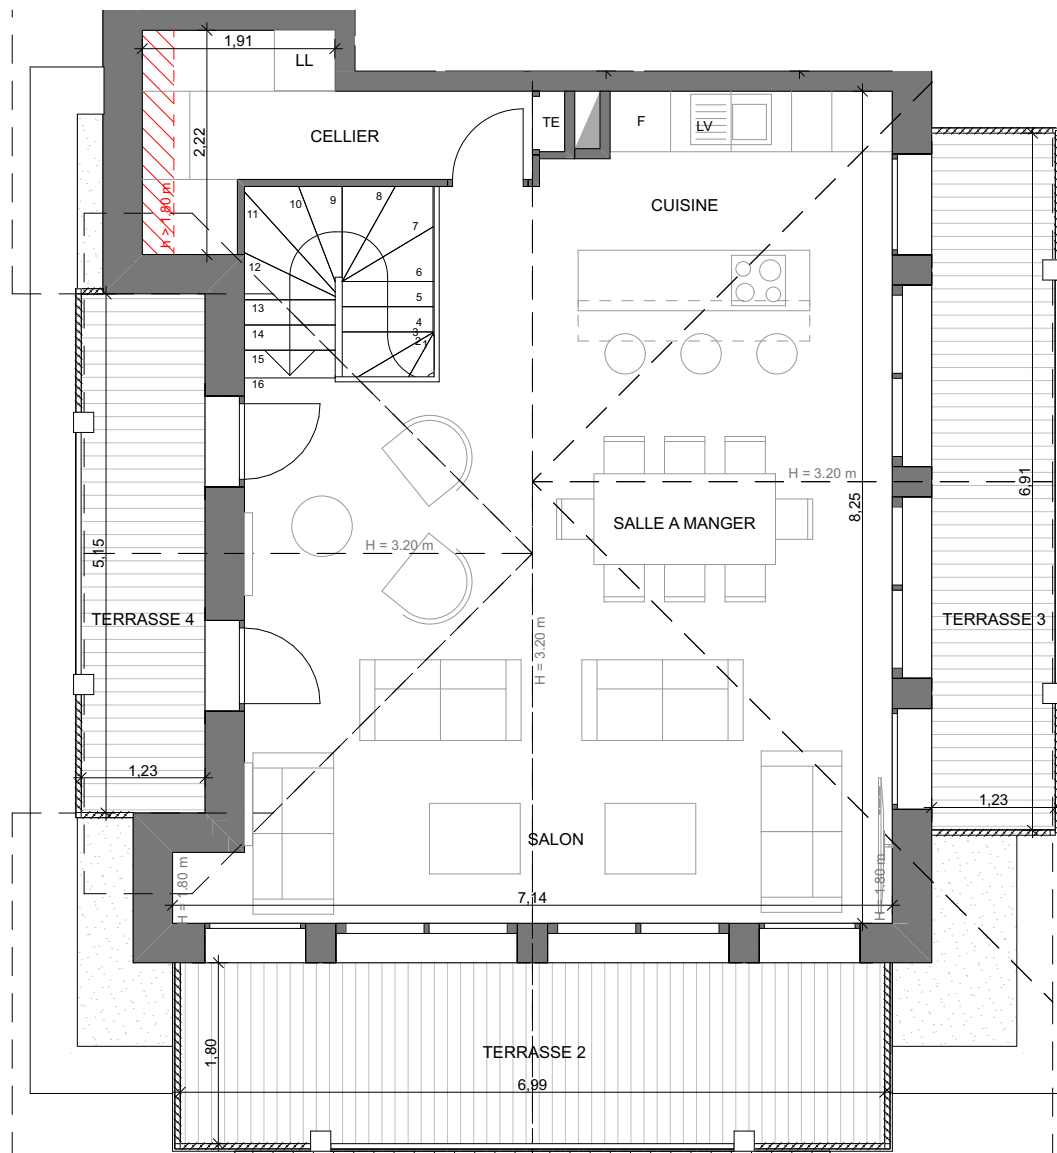 1,91
LL
CELLIER
2,22
h > 1.80 m
TE
F
LV
CUISINE
8
9
10
11
7
12
6
5
13
4
3
14
2
1
15
16
H = 3.20 m
SALLE A MANGER
8,25
6,91
H = 3.20 m
5,15
TERRASSE 4
TERRASSE 3
H = 3.20 m
1,23
1,23
SALON
H = 1.80 m
H = 1.80 m
7,14
1,80
TERRASSE 2
6,99